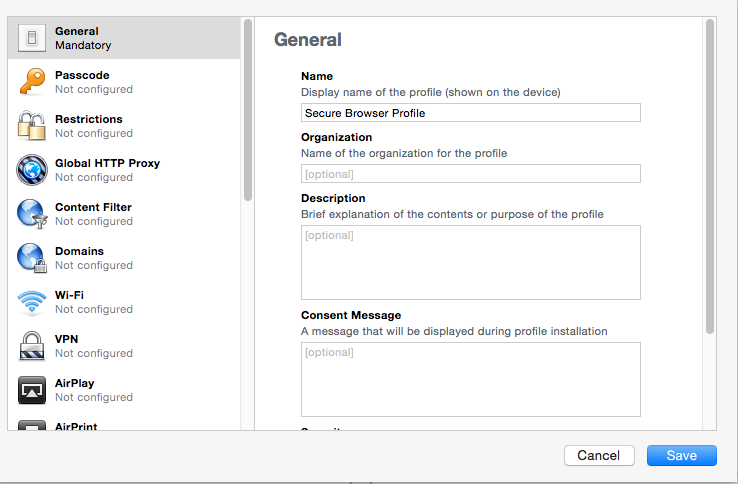 General
Mandatory
Passcode
Not configured
Restrictions
Not configured
Global HTTP Proxy
Not configured
Content Filter
Not configured
Domains
Not configured
Wi-Fi
Not configured
VPN
Not configured
AirPlay
Not configured
AirPrint
General
Name
Display name of the profile (shown on the device)
Secure Browser Profile
Organization
Name of the organization for the profile
[optional]
Description
Brief explanation of the contents or purpose of the profile
[optional]
Consent Message
A message that will be displayed during profile installation
[optional]
Cancel
Save